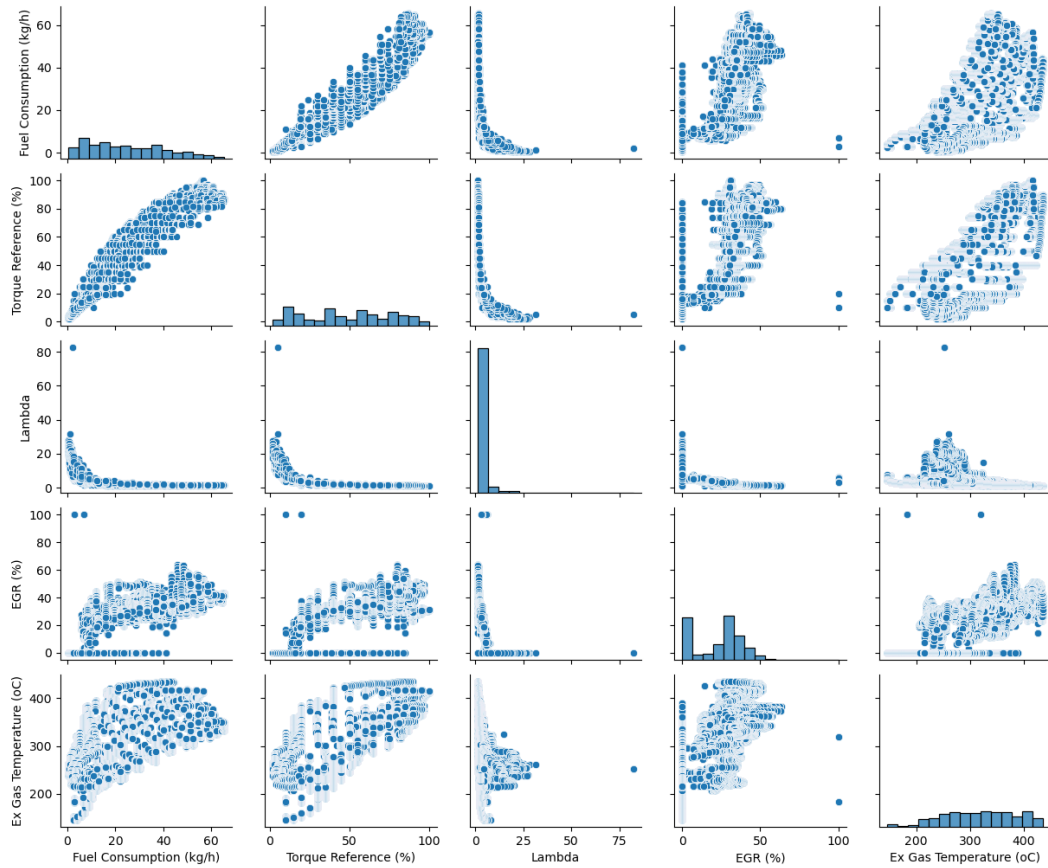 Fuel Consumption (kg/h)
60
40
20
0
Torque Reference (%)
100
80
60
40
20
0
Lambda
80
60
40
20
0
EGR (%)
100
80
60
40
20
0
Ex Gas Temperature (oC)
400
300
200
0 20 40 60
0 50 100
0 25 50 75
0 50 100
200 300 400
Fuel Consumption (kg/h) Torque Reference (%) Lambda EGR (%) Ex Gas Temperature (oC)